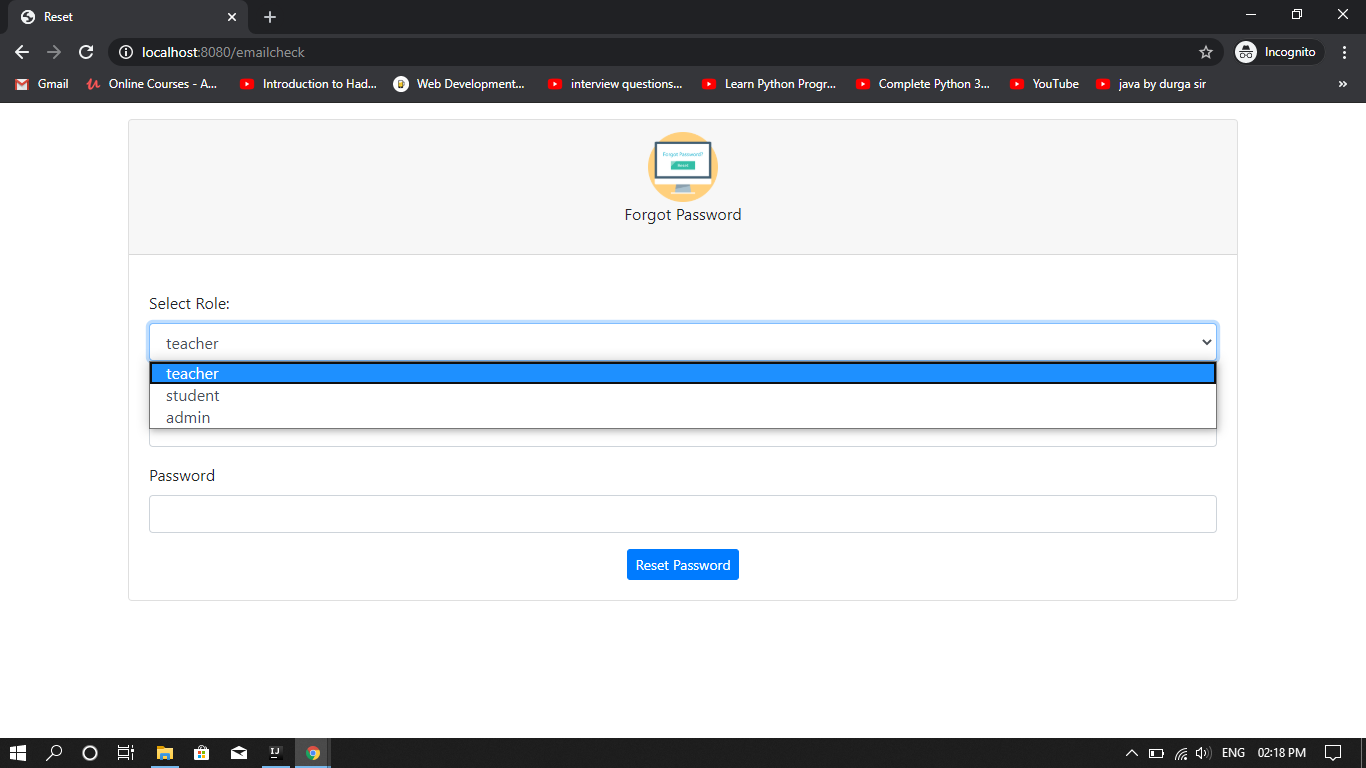 Reset
localhost:8080/emailcheck
Incognito
Gmail
Online Courses - A...
Introduction to Had...
Web Development...
interview questions...
Learn Python Progr...
Complete Python 3...
YouTube
java by durga sir
»
Forgot Password?
Reset
Forgot Password
Select Role:
teacher
teacher
student
admin
Password
Reset Password
IJ
ENG
02:18 PM